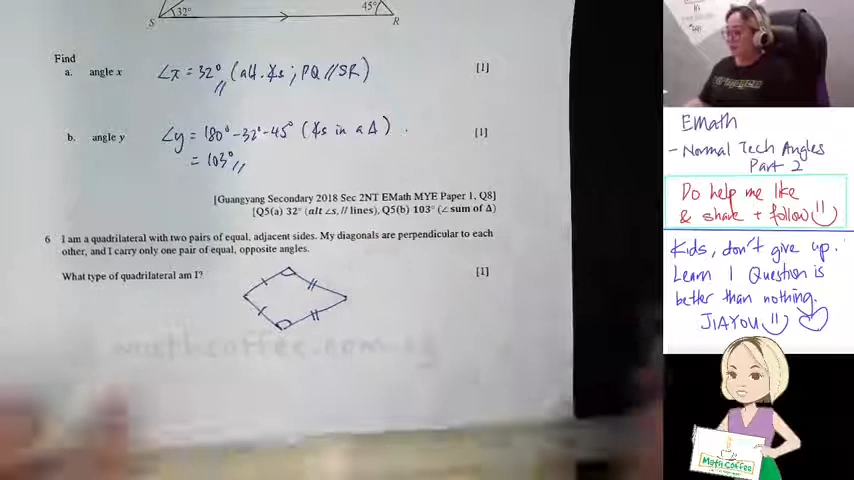 S
32°
45°
R
Find
a. angle x
∠x = 32° (alt. ∠s ; PQ // SR)
[1]
b. angle y
∠y = 180° - 32° - 45° (∠s in a Δ)
= 103°
[1]
[Guangyang Secondary 2018 Sec 2NT EMath MYE Paper 1, Q8]
[Q5(a) 32° (alt ∠s, // lines), Q5(b) 103° (∠ sum of Δ)]
6 I am a quadrilateral with two pairs of equal, adjacent sides. My diagonals are perpendicular to each
other, and I carry only one pair of equal, opposite angles.
What type of quadrilateral am I?
[1]
mathcoffee.com.sg
EMath
- Normal Tech Angles
Part 2
Do help me like
& share + follow
Kids, don't give up.
Learn 1 Question is
better than nothing.
JIAYOU
Math Coffee